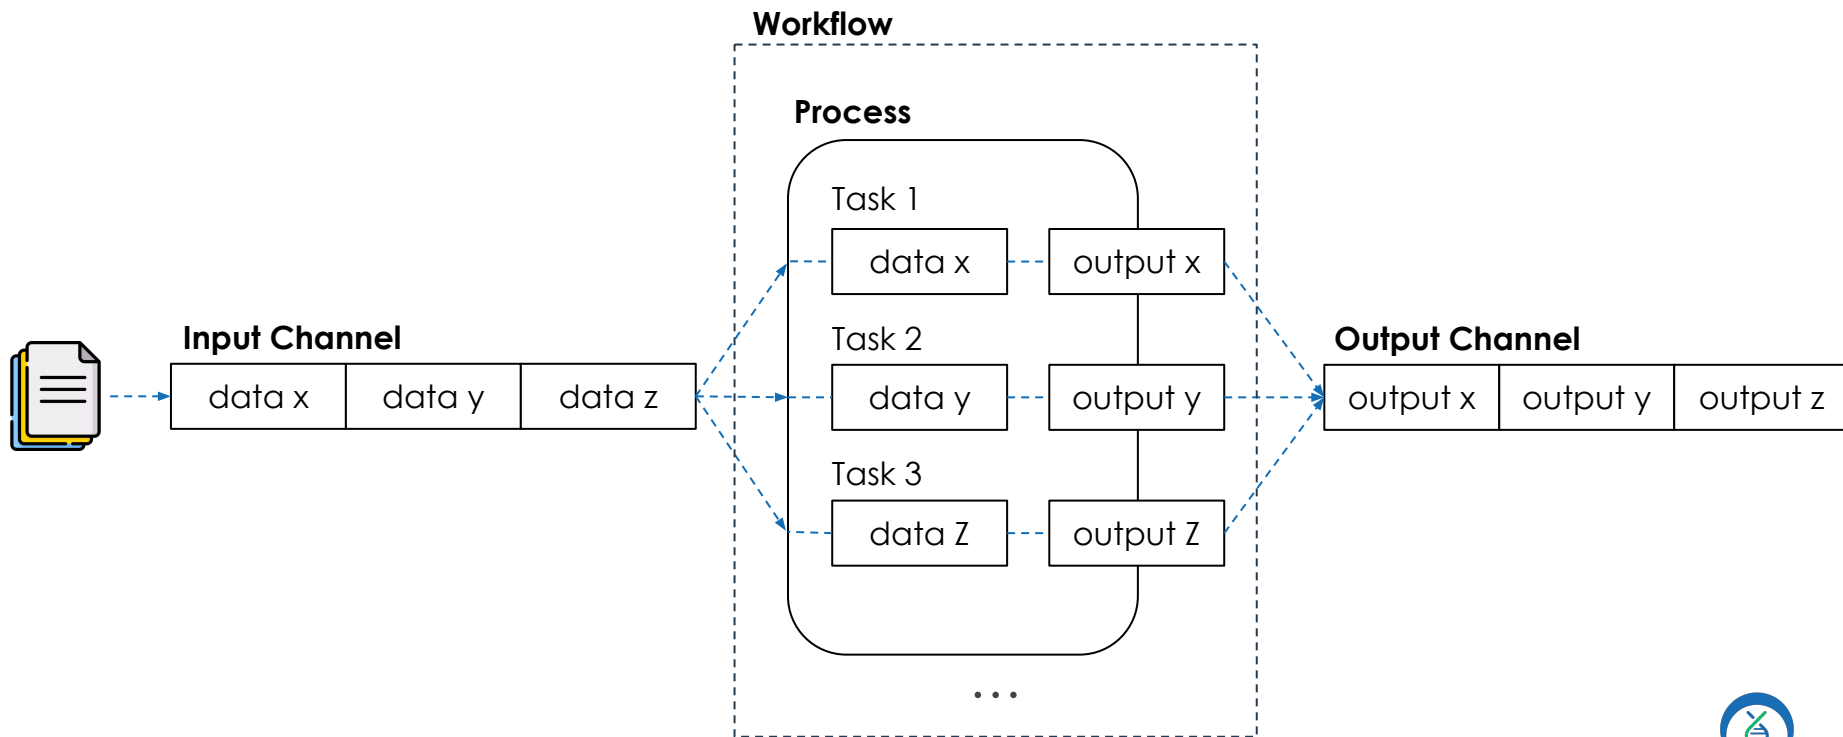 Workflow
Process
Task 1
data x
output x
Input Channel
data x
data y
data z
Task 2
data y
output y
Output Channel
output x
output y
output z
Task 3
data Z
output Z
...